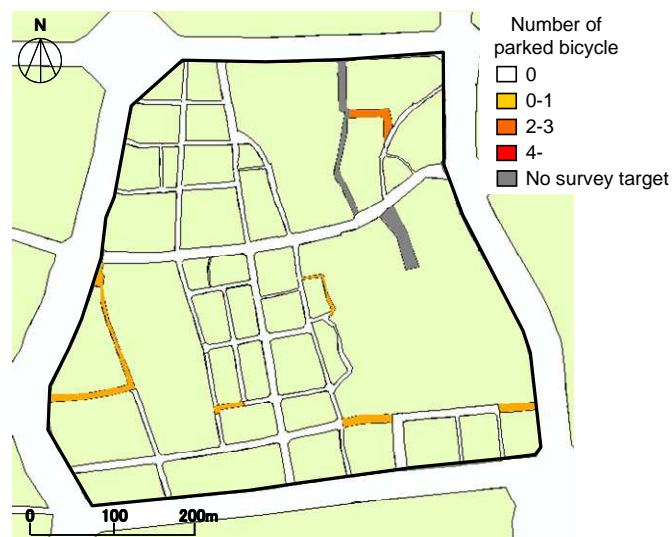 N
Number of
parked bicycle
0
0-1
2-3
4-
No survey target
0 100 200m